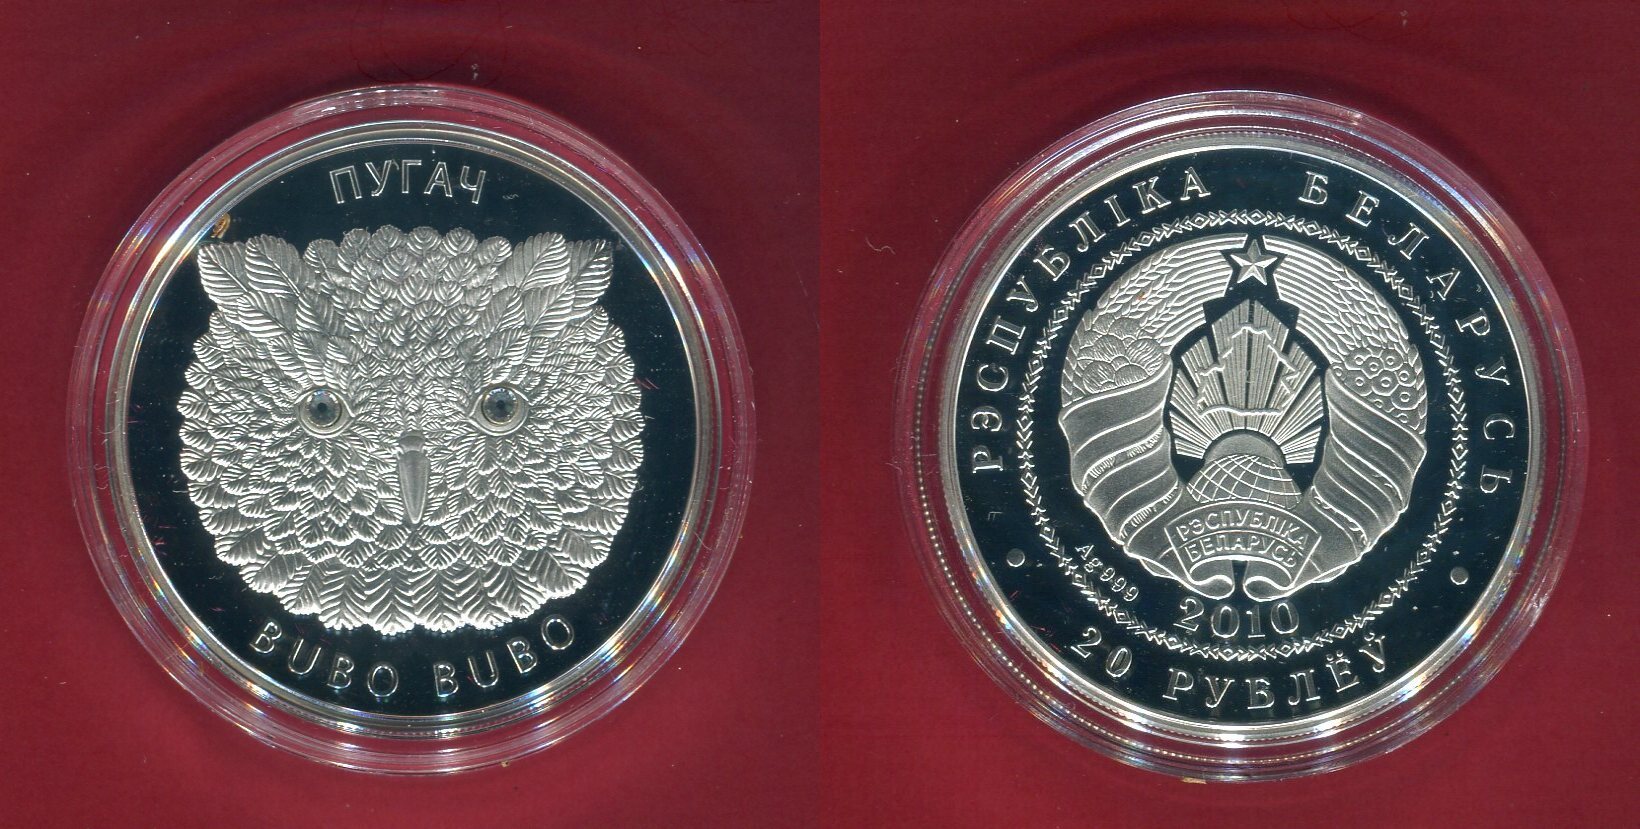 ПУГАЧ
BUBO BUBO
РЭСПУБЛІКА БЕЛАРУСЬ
РЭСПУБЛІКА
БЕЛАРУСЬ
Ag 999
2010
20 РУБЛЁЎ